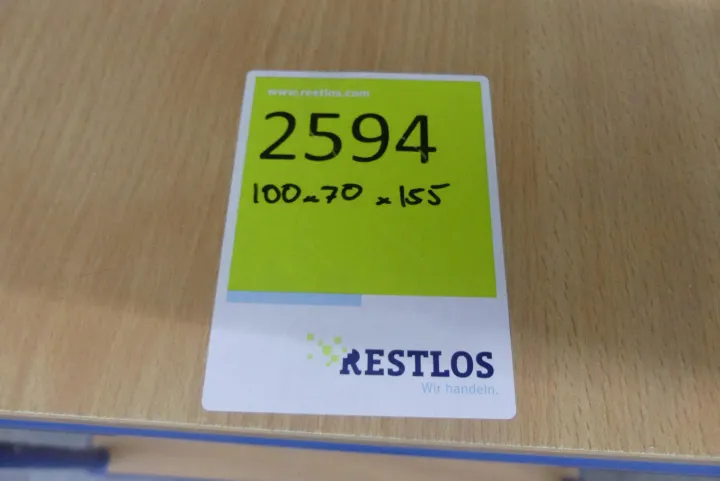 www.restlos.com
2594
100x70 x155
RESTLOS
Wir handeln.